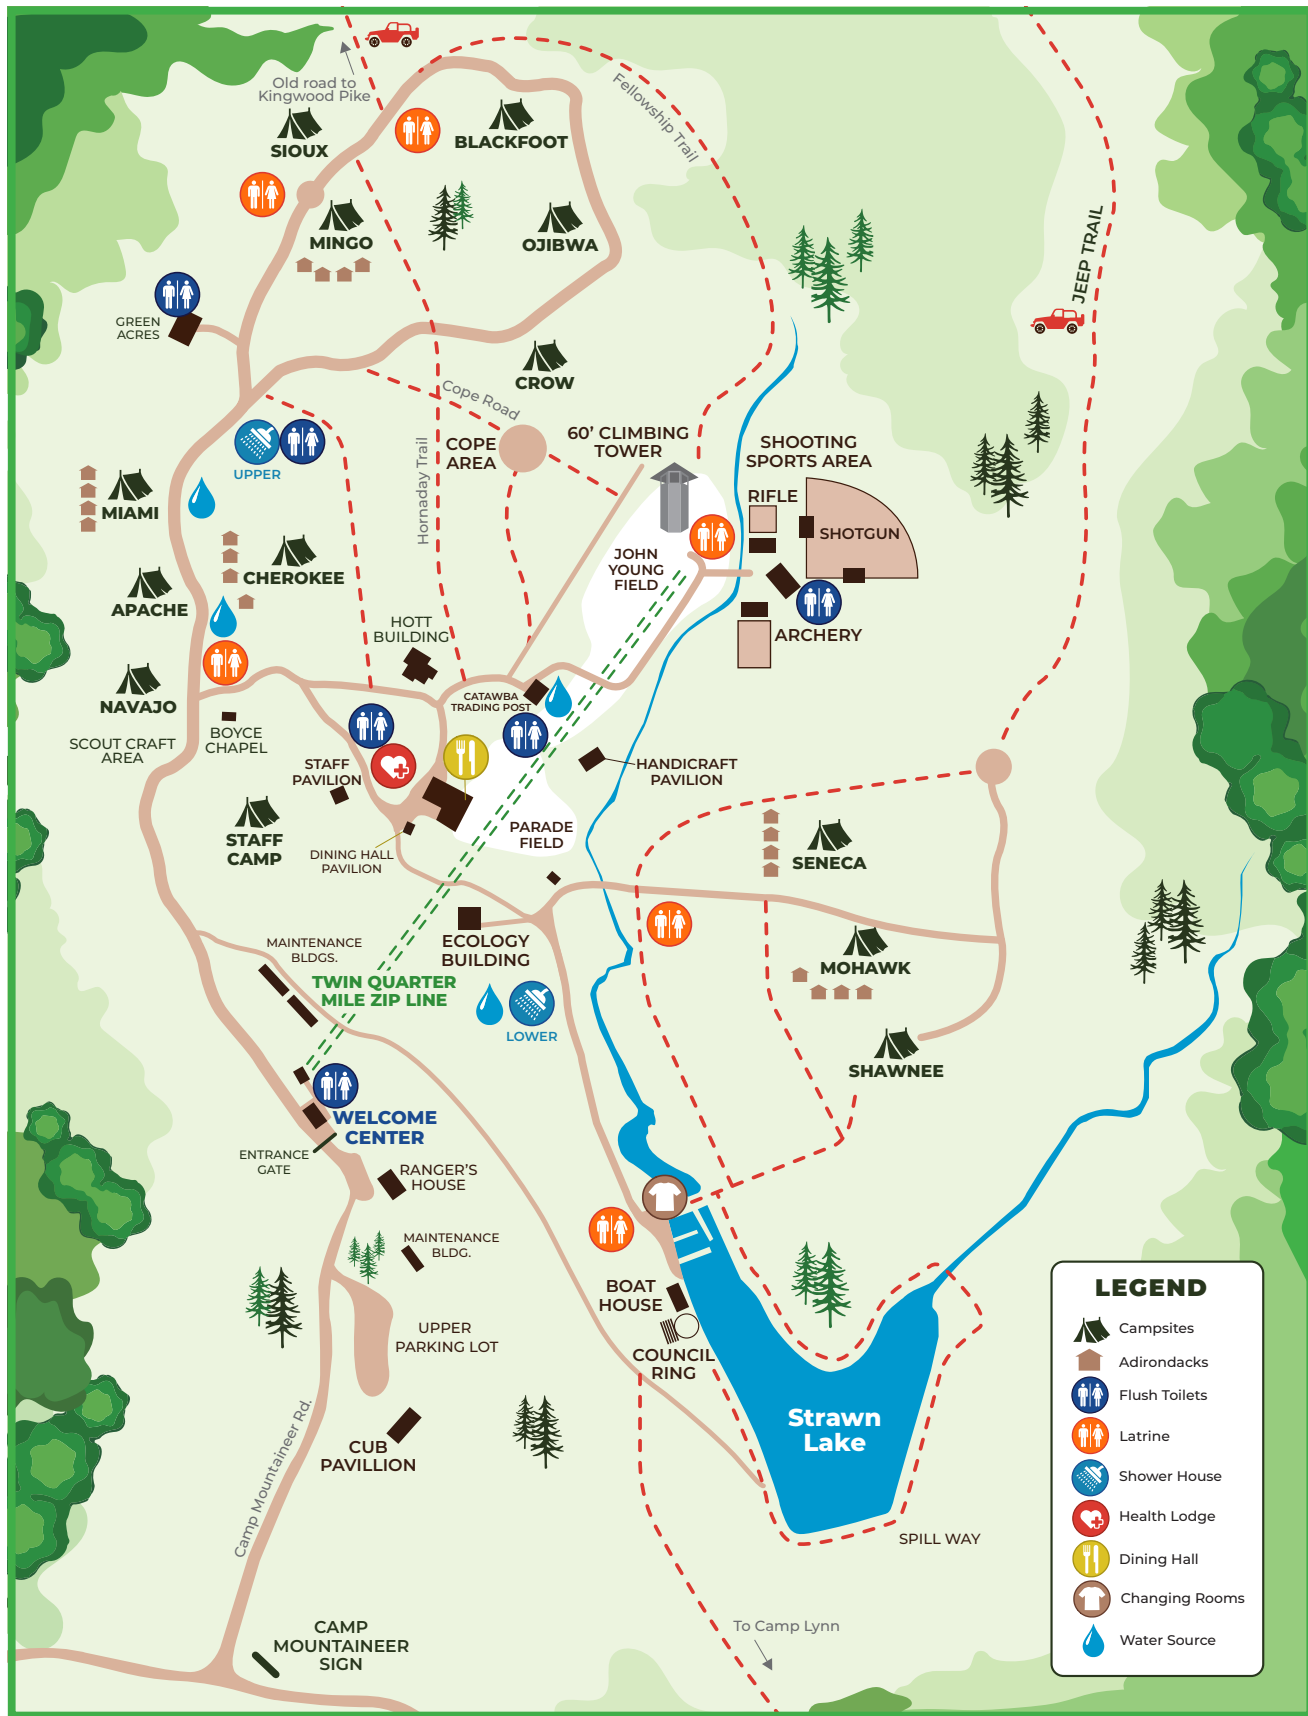 Old road to
Kingwood Pike
SIOUX
BLACKFOOT
Fellowship Trail
MINGO
OJIBWA
JEEP TRAIL
GREEN
ACRES
CROW
Cope Road
COPE
AREA
60’ CLIMBING
TOWER
SHOOTING
SPORTS AREA
UPPER
Hornaday Trail
RIFLE
SHOTGUN
MIAMI
JOHN
YOUNG
FIELD
CHEROKEE
APACHE
HOTT
BUILDING
ARCHERY
NAVAJO
CATAWBA
TRADING POST
BOYCE
CHAPEL
SCOUT CRAFT
AREA
STAFF
PAVILION
HANDICRAFT
PAVILION
STAFF
CAMP
PARADE
FIELD
DINING HALL
PAVILION
SENECA
MAINTENANCE
BLDGS.
ECOLOGY
BUILDING
MOHAWK
TWIN QUARTER
MILE ZIP LINE
LOWER
SHAWNEE
WELCOME
CENTER
ENTRANCE
GATE
RANGER’S
HOUSE
MAINTENANCE
BLDG.
BOAT
HOUSE
UPPER
PARKING LOT
COUNCIL
RING
Strawn
Lake
CUB
PAVILLION
Camp Mountaineer Rd.
SPILL WAY
CAMP
MOUNTAINEER
SIGN
To Camp Lynn
LEGEND
Campsites
Adirondacks
Flush Toilets
Latrine
Shower House
Health Lodge
Dining Hall
Changing Rooms
Water Source